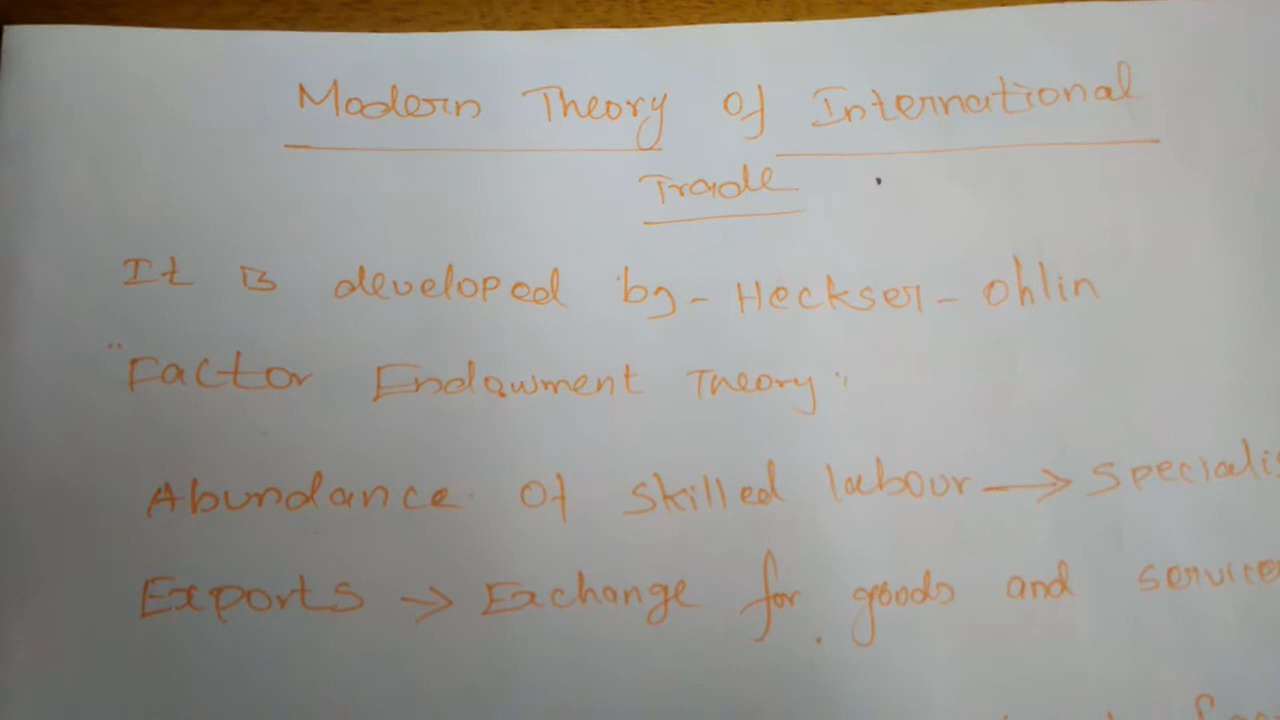 Modern Theory of International
Trade
It is developed by - Heckser - Ohlin
"Factor Endowment Theory"
Abundance of skilled labour → Speciali
Exports → Exchange for goods and service